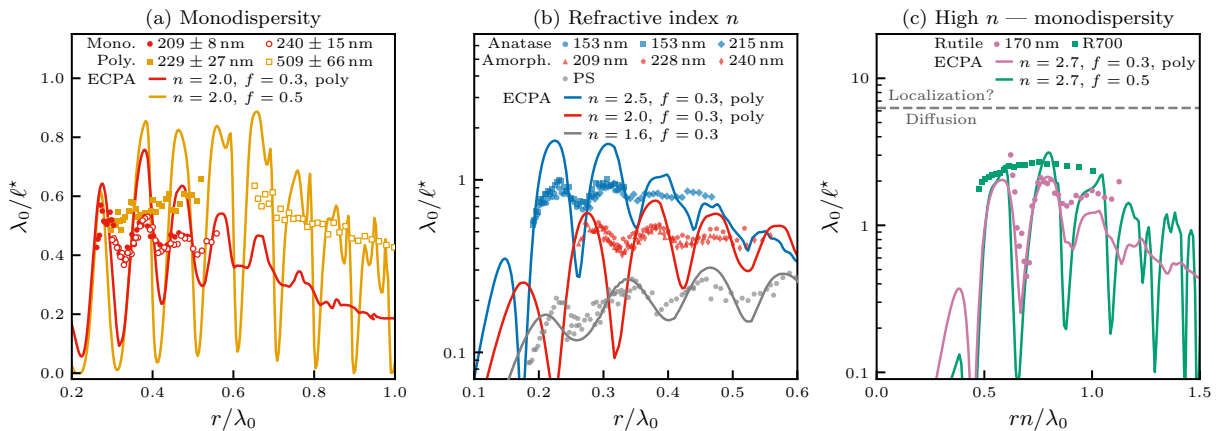 (a) Monodispersity
Mono. 209 ± 8 nm 240 ± 15 nm
Poly. 229 ± 27 nm 509 ± 66 nm
ECPA n = 2.0, f = 0.3, poly
n = 2.0, f = 0.5
λ₀/ℓ*
1.0
0.8
0.6
0.4
0.2
0.0
0.2 0.4 0.6 0.8 1.0
r/λ₀
(b) Refractive index n
Anatase 153 nm 153 nm 215 nm
Amorph. 209 nm 228 nm 240 nm
PS
ECPA n = 2.5, f = 0.3, poly
n = 2.0, f = 0.3, poly
n = 1.6, f = 0.3
λ₀/ℓ*
1
0.1
0.1 0.2 0.3 0.4 0.5 0.6
r/λ₀
(c) High n — monodispersity
Rutile 170 nm R700
ECPA n = 2.7, f = 0.3, poly
n = 2.7, f = 0.5
Localization?
Diffusion
λ₀/ℓ*
10
1
0.1
0.5 1.0 1.5
rn/λ₀